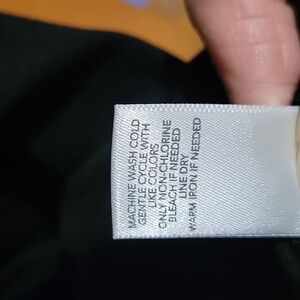 MACHINE WASH COLD
GENTLE CYCLE WITH
LIKE COLORS
ONLY NON-CHLORINE
BLEACH IF NEEDED
LINE DRY
WARM IRON IF NEEDED